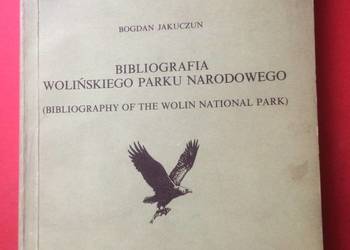 BOGDAN JAKUCZUN
BIBLIOGRAFIA
WOLIŃSKIEGO PARKU NARODOWEGO
(BIBLIOGRAPHY OF THE WOLIN NATIONAL PARK)